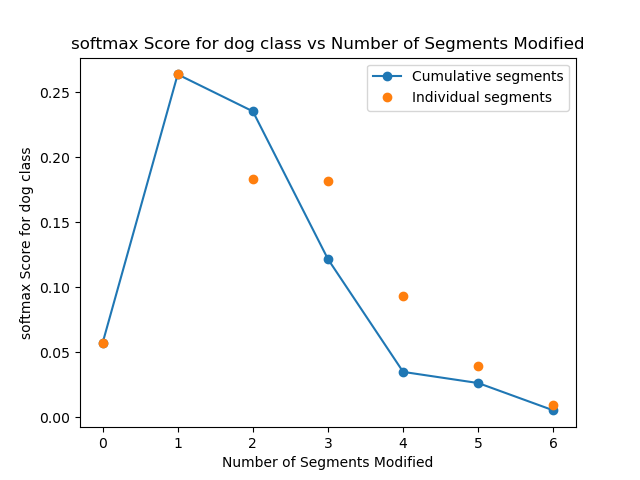 softmax Score for dog class vs Number of Segments Modified
Cumulative segments
Individual segments
softmax Score for dog class
0.25
0.20
0.15
0.10
0.05
0.00
0 1 2 3 4 5 6
Number of Segments Modified